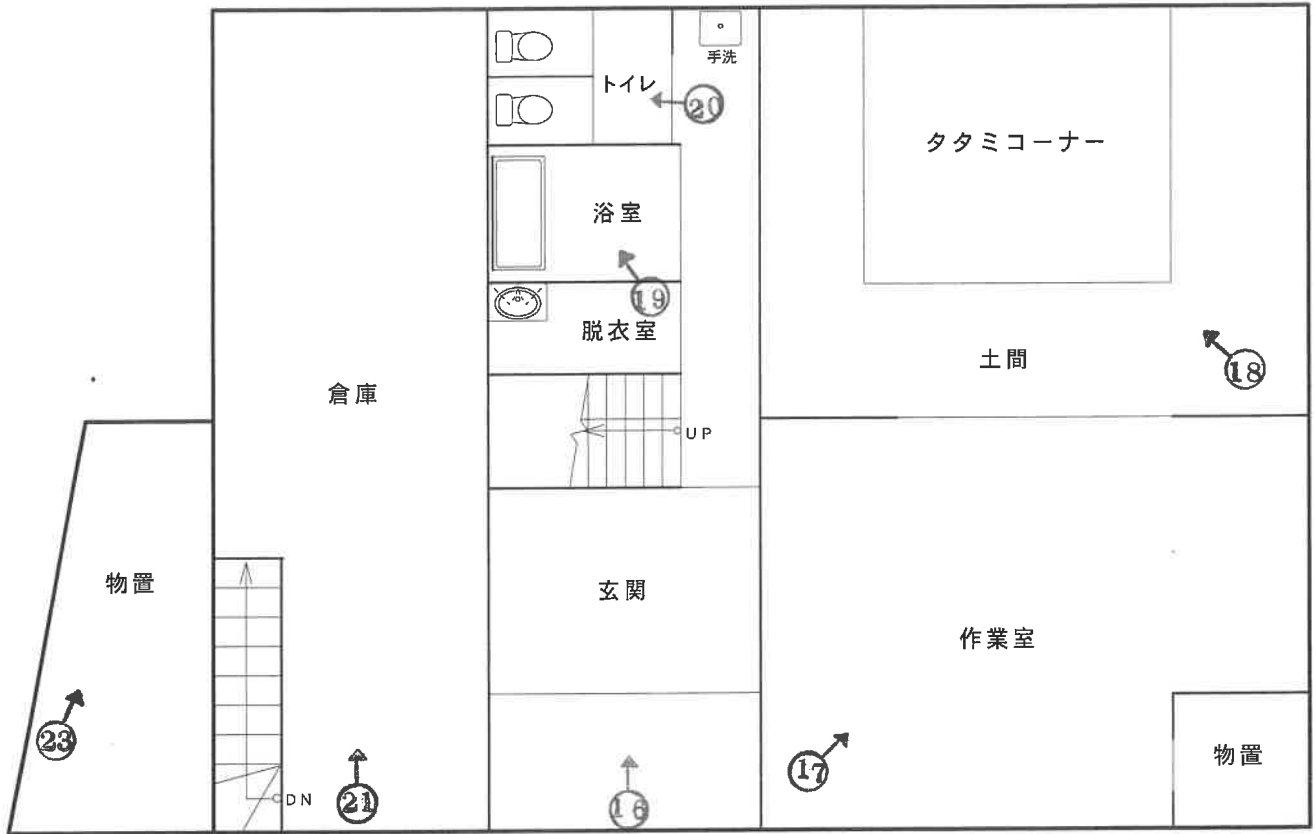 手洗
トイレ
20
タタミコーナー
浴室
19
脱衣室
土間
18
倉庫
UP
物置
玄関
作業室
23
21
DN
16
17
物置